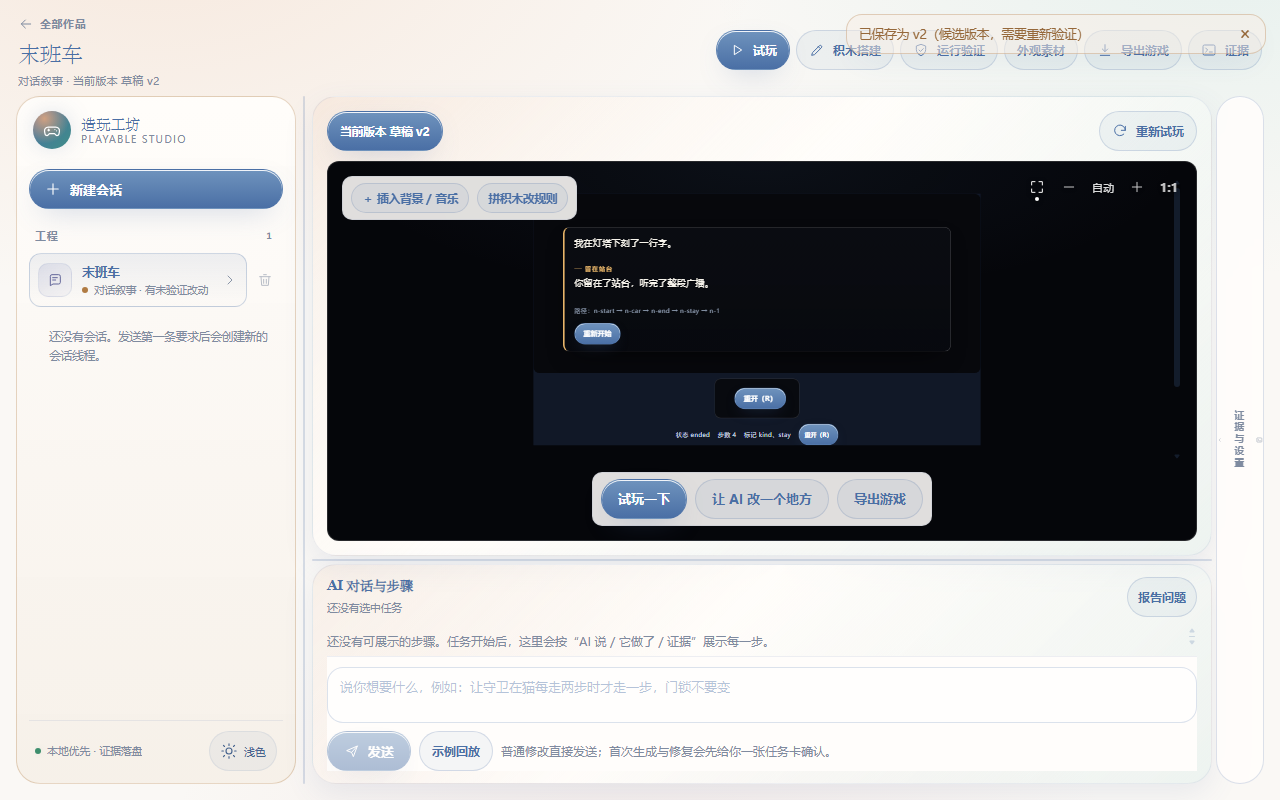 全部作品
末班车
对话叙事 · 当前版本 草稿 v2
试玩
积木搭建
运行验证
外观素材
导出游戏
证据
已保存为 v2（候选版本，需要重新验证）
造玩工坊
PLAYABLE STUDIO
新建会话
工程
1
末班车
对话叙事 · 有未验证改动
还没有会话。发送第一条要求后会创建新的
会话线程。
本地优先 · 证据落盘
浅色
当前版本 草稿 v2
重新试玩
+ 插入背景 / 音乐
拼积木改规则
自动
1:1
我在灯塔下刻了一行字。
— 留在站台
你留在了站台，听完了整段广播。
路径：n-start → n-car → n-end → n-stay → n-1
重新开始
重开（R）
状态 ended 步数 4 标记 kind、stay
重开（R）
试玩一下
让 AI 改一个地方
导出游戏
证据与设置
AI 对话与步骤
还没有选中任务
报告问题
还没有可展示的步骤。任务开始后，这里会按“AI 说 / 它做了 / 证据”展示每一步。
说你想要什么，例如：让守卫在猫每走两步时才走一步，门锁不要变
发送
示例回放
普通修改直接发送；首次生成与修复会先给你一张任务卡确认。